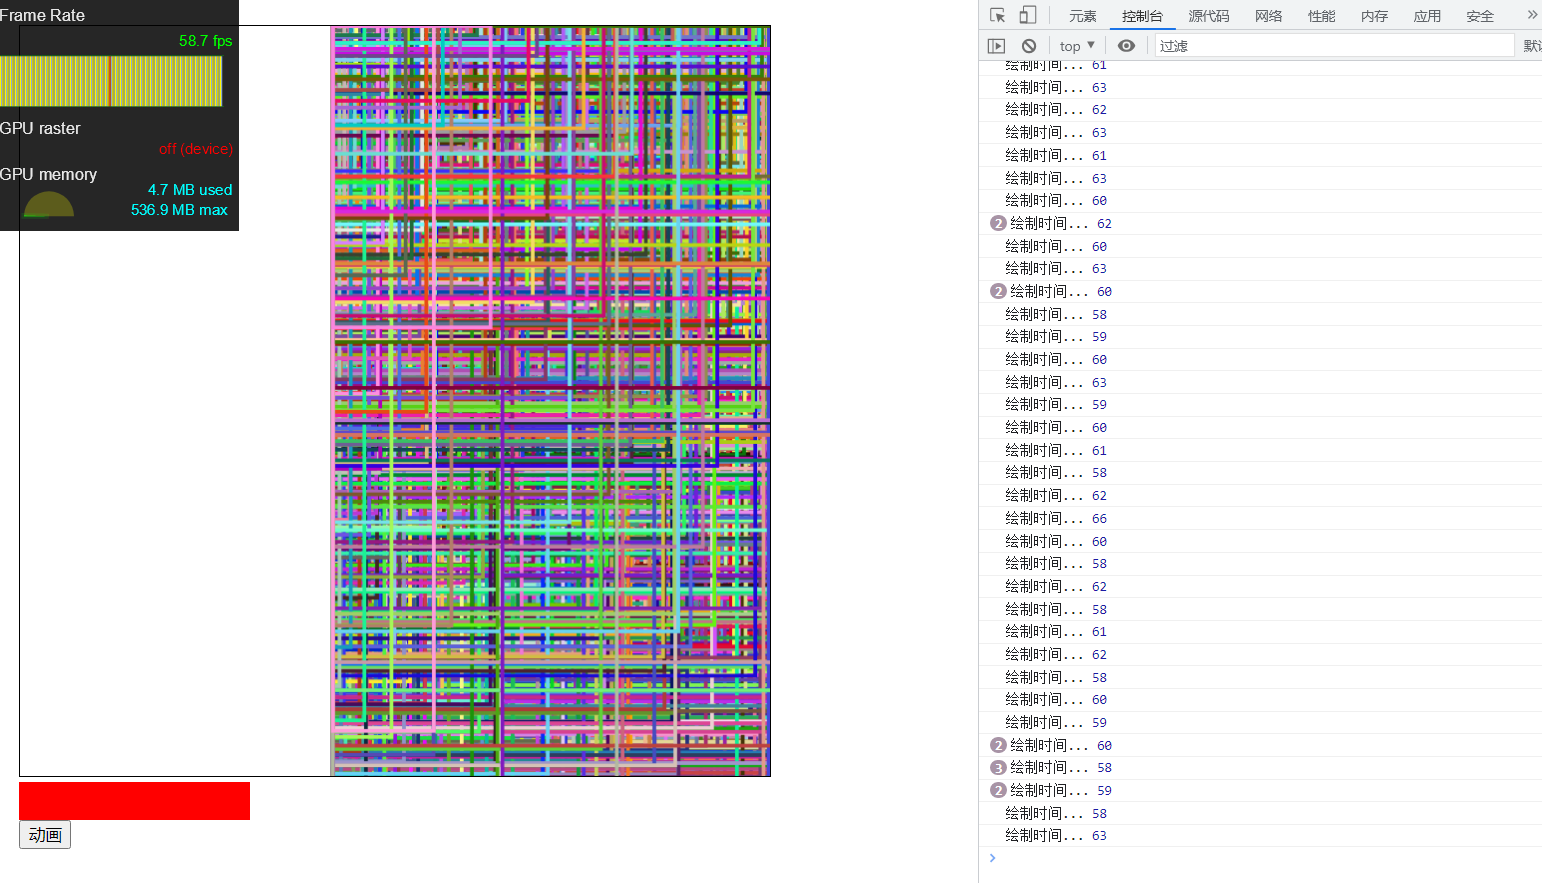 Frame Rate
58.7 fps
GPU raster
off (device)
GPU memory
4.7 MB used
536.9 MB max
动画
元素 控制台 源代码 网络 性能 内存 应用 安全 »
top ▼ 过滤
绘制时间... 61
绘制时间... 63
绘制时间... 62
绘制时间... 63
绘制时间... 61
绘制时间... 63
绘制时间... 60
2 绘制时间... 62
绘制时间... 60
绘制时间... 63
2 绘制时间... 60
绘制时间... 58
绘制时间... 59
绘制时间... 60
绘制时间... 63
绘制时间... 59
绘制时间... 60
绘制时间... 61
绘制时间... 58
绘制时间... 62
绘制时间... 66
绘制时间... 60
绘制时间... 58
绘制时间... 62
绘制时间... 58
绘制时间... 61
绘制时间... 62
绘制时间... 58
绘制时间... 60
绘制时间... 59
2 绘制时间... 60
3 绘制时间... 58
2 绘制时间... 59
绘制时间... 58
绘制时间... 63